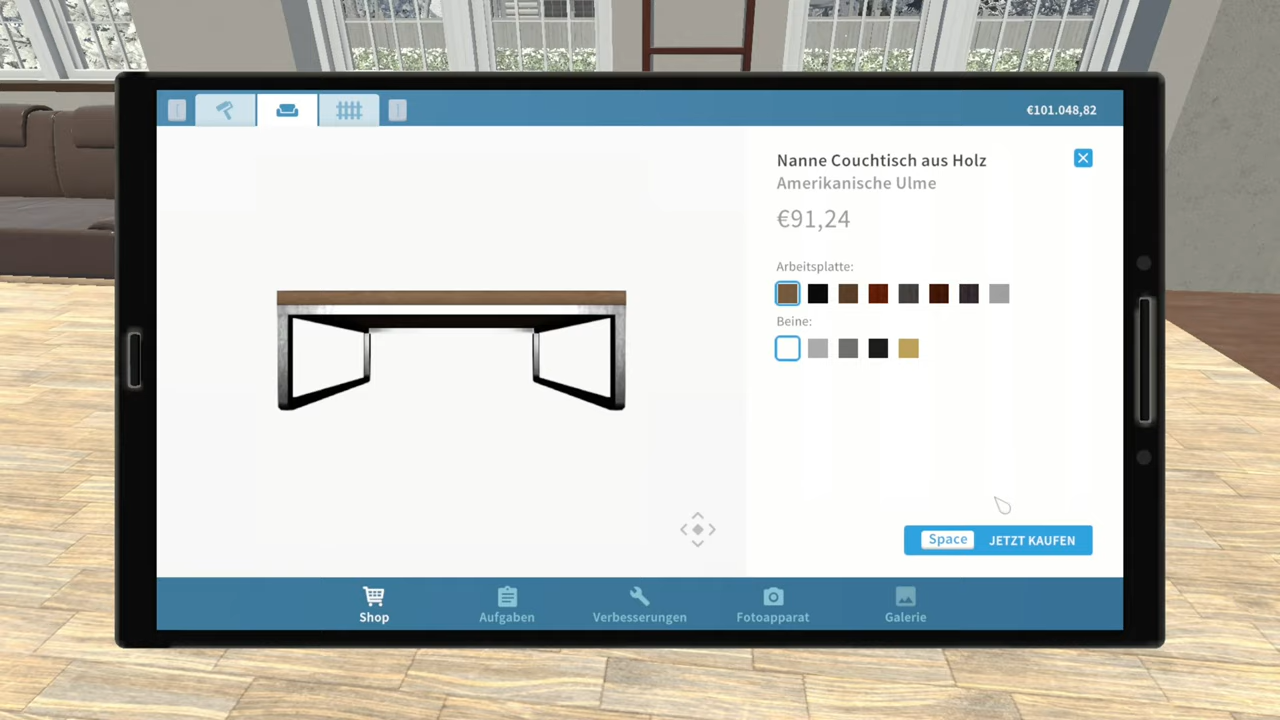 €101.048,82
Nanne Couchtisch aus Holz
Amerikanische Ulme
€91,24
Arbeitsplatte:
Beine:
Space JETZT KAUFEN
Shop Aufgaben Verbesserungen Fotoapparat Galerie